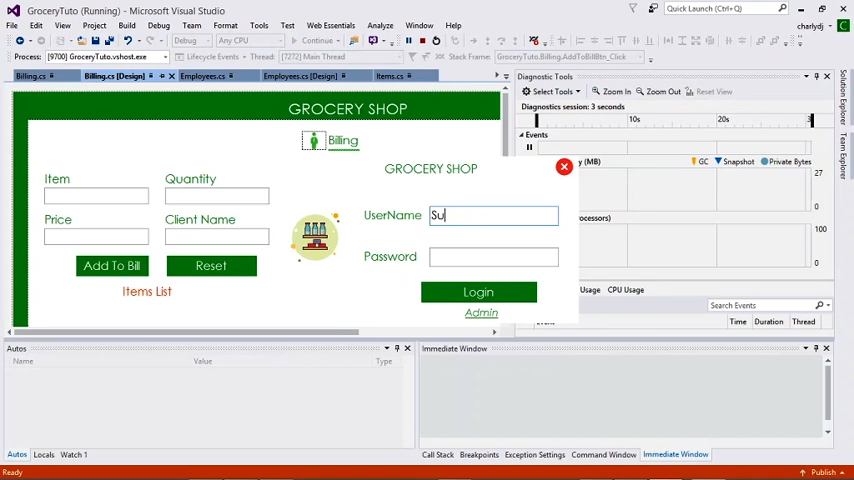 GroceryTuto (Running) - Microsoft Visual Studio
Quick Launch (Ctrl+Q)
File Edit View Project Build Debug Team Format Tools Test Window Help Analyze
charlydj
CJ
Debug Any CPU Continue
Process: [9700] GroceryTuto.vshost.exe Lifecycle Events Thread: [7272] Main Thread Stack Frame: GroceryTuto.Billing.AddToBillBtn_Click
Billing.cs Billing.cs [Design] Employees.cs Employees.cs [Design] Items.cs
Diagnostic Tools
Select Tools Zoom In Zoom Out Reset View
Diagnostics session: 3 seconds
10s 20s
Events
(MB) GC Snapshot Private Bytes
27
0
rocessors)
100
0
Usage CPU Usage
Search Events
Event Time Duration Thread
Solution Explorer
Team Explorer
GROCERY SHOP
Billing
Item Quantity
Price Client Name
Add To Bill Reset
Items List
GROCERY SHOP
UserName Su
Password
Login
Admin
Autos
Name Value Type
Immediate Window
Autos Locals Watch 1
Call Stack Breakpoints Exception Settings Command Window Immediate Window
Ready
Publish